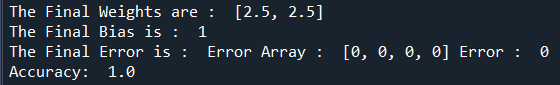 The Final Weights are :  [2.5, 2.5]
The Final Bias is :  1
The Final Error is :  Error Array :  [0, 0, 0, 0] Error :  0
Accuracy:  1.0